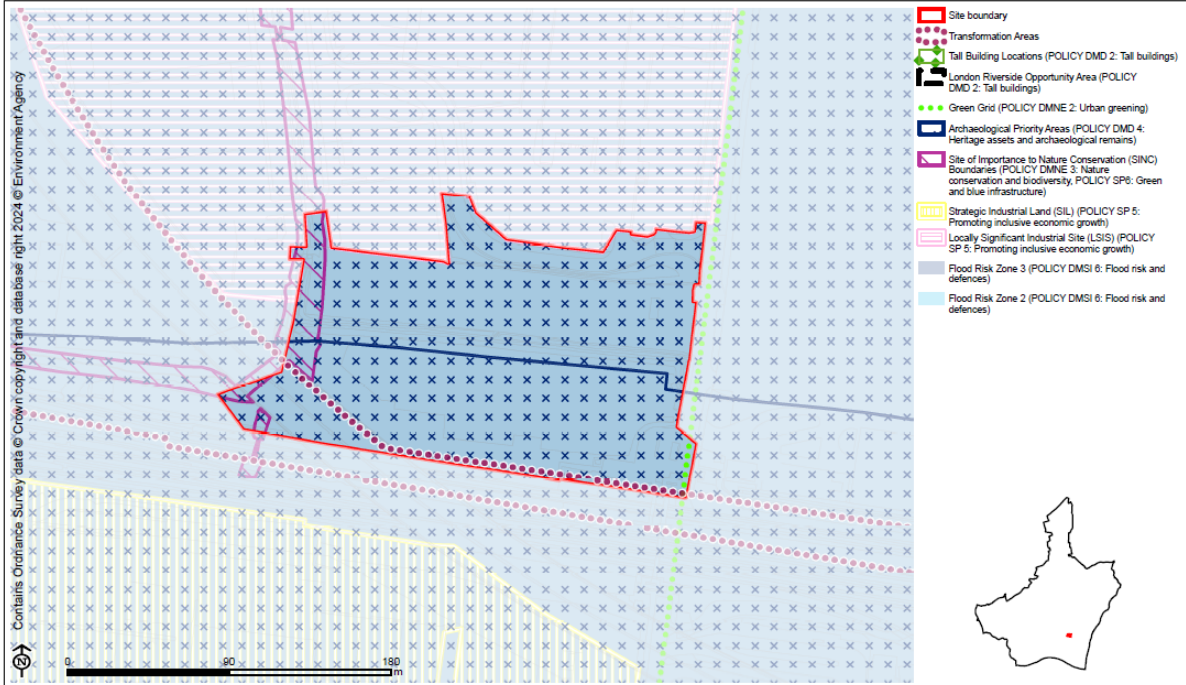 Contains Ordnance Survey data © Crown copyright and database right 2024 © Environment Agency
N
0
90
180
m
Site boundary
Transformation Areas
Tall Building Locations (POLICY DMD 2: Tall buildings)
London Riverside Opportunity Area (POLICY
DMD 2: Tall buildings)
Green Grid (POLICY DMNE 2: Urban greening)
Archaeological Priority Areas (POLICY DMD 4:
Heritage assets and archaeological remains)
Site of Importance to Nature Conservation (SINC)
Boundaries (POLICY DMNE 3: Nature
conservation and biodiversity, POLICY SP6: Green
and blue infrastructure)
Strategic Industrial Land (SIL) (POLICY SP 5:
Promoting inclusive economic growth)
Locally Significant Industrial Site (LSIS) (POLICY
SP 5: Promoting inclusive economic growth)
Flood Risk Zone 3 (POLICY DMSI 6: Flood risk and
defences)
Flood Risk Zone 2 (POLICY DMSI 6: Flood risk and
defences)